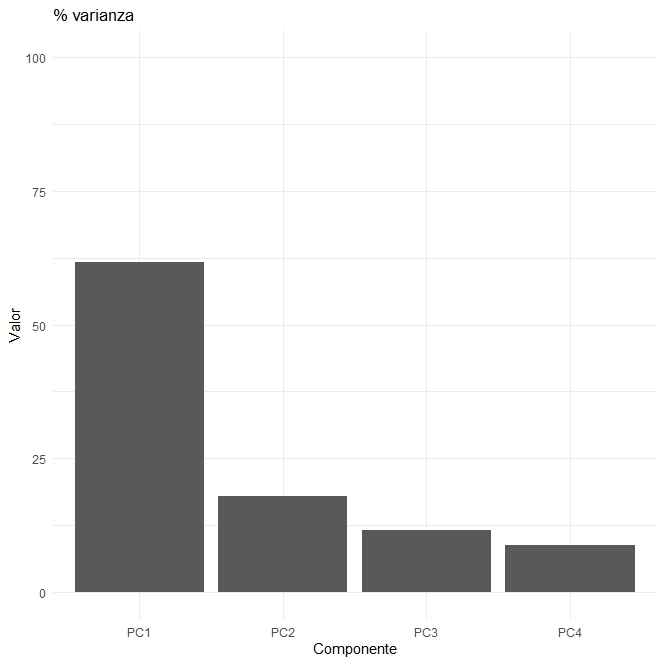 % varianza
100
75
50
25
0
Valor
PC1 PC2 PC3 PC4
Componente